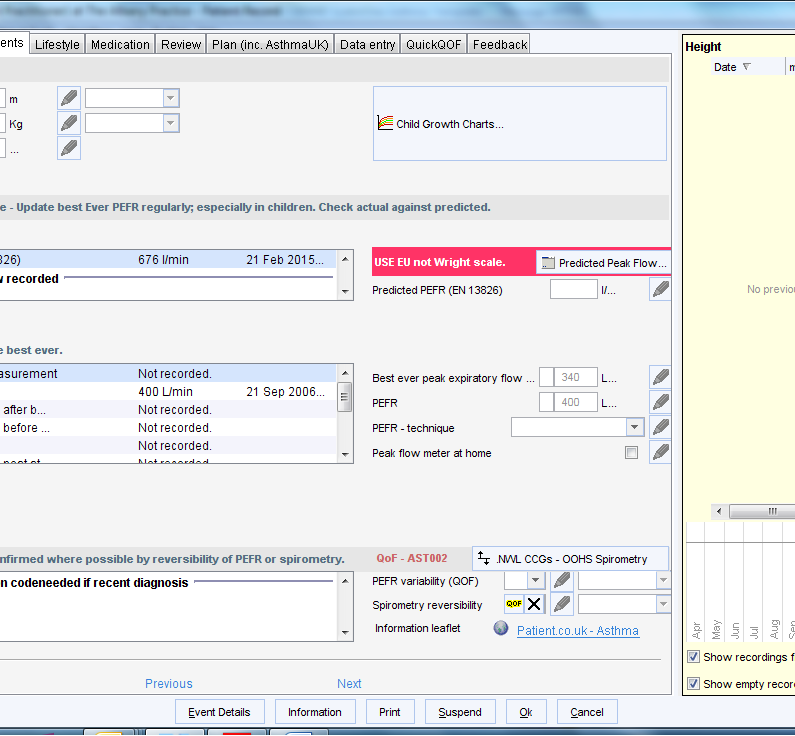 ents Lifestyle Medication Review Plan (inc. AsthmaUK) Data entry QuickQOF Feedback
Height
Date
m
Kg
...
Child Growth Charts...
e - Update best Ever PEFR regularly; especially in children. Check actual against predicted.
326) 676 l/min 21 Feb 2015...
w recorded
USE EU not Wright scale. Predicted Peak Flow...
Predicted PEFR (EN 13826) l/...
No previou
e best ever.
asurement Not recorded.
400 L/min 21 Sep 2006...
after b... Not recorded.
before ... Not recorded.
Not recorded.
Not recorded.
Best ever peak expiratory flow ... 340 L...
PEFR 400 L...
PEFR - technique
Peak flow meter at home
nfirmed where possible by reversibility of PEFR or spirometry.
QoF - AST002 .NWL CCGs - OOHS Spirometry
n codeneeded if recent diagnosis
PEFR variability (QOF)
Spirometry reversibility QOF
Information leaflet Patient.co.uk - Asthma
Apr May Jun Jul Aug Sep
Show recordings f
Show empty record
Previous Next
Event Details Information Print Suspend Ok Cancel